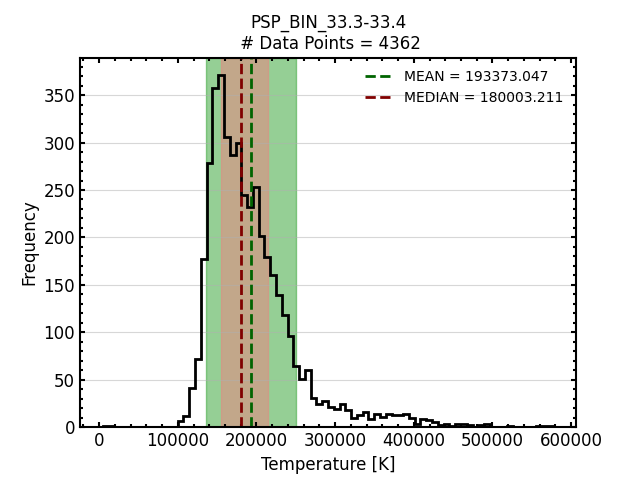 PSP_BIN_33.3-33.4
# Data Points = 4362
MEAN = 193373.047
MEDIAN = 180003.211
350
300
250
200
150
100
50
0
Frequency
0 100000 200000 300000 400000 500000 600000
Temperature [K]